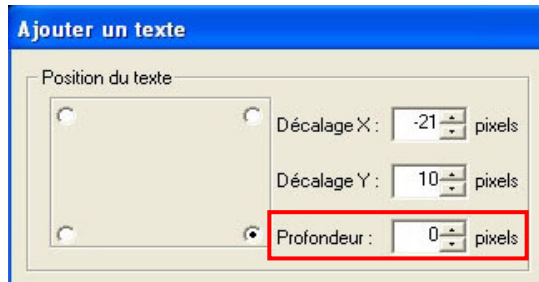 Ajouter un texte
Position du texte
Décalage X : -21 pixels
Décalage Y : 10 pixels
Profondeur : 0 pixels